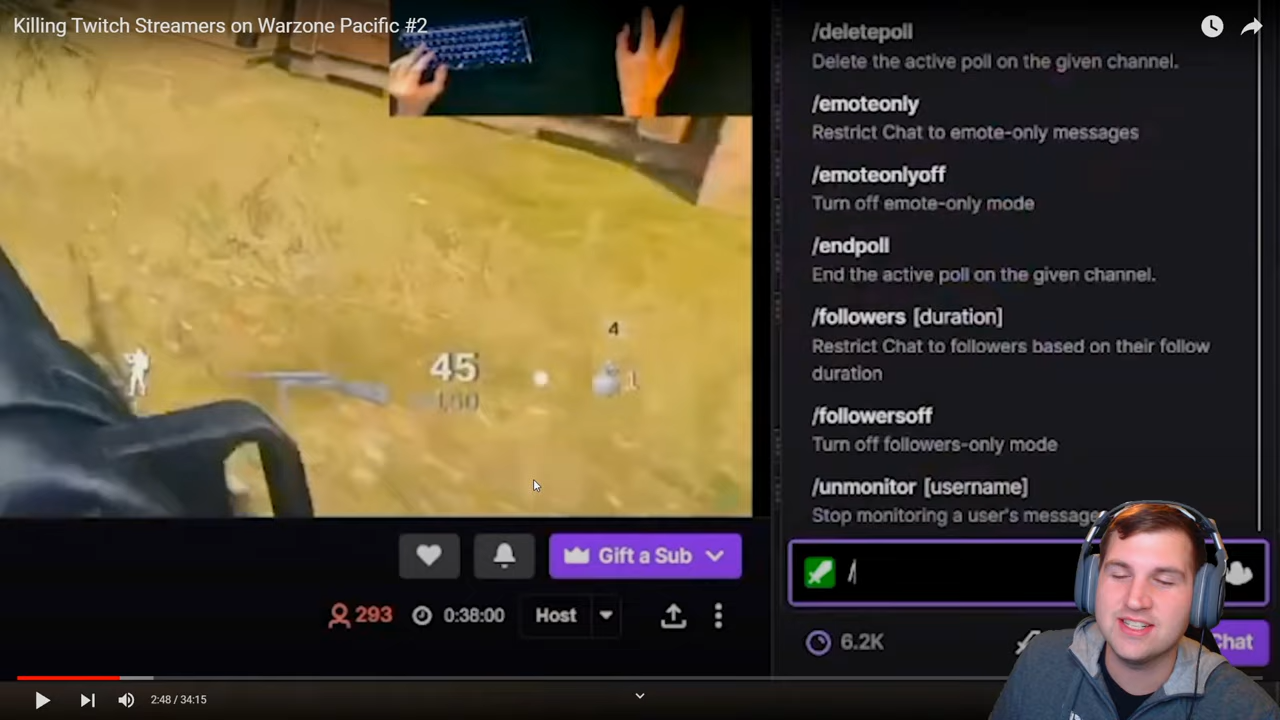 Killing Twitch Streamers on Warzone Pacific #2
/deletepoll
Delete the active poll on the given channel.
/emoteonly
Restrict Chat to emote-only messages
/emoteonlyoff
Turn off emote-only mode
/endpoll
End the active poll on the given channel.
/followers [duration]
Restrict Chat to followers based on their follow
duration
/followersoff
Turn off followers-only mode
/unmonitor [username]
Stop monitoring a user's message
4
45
1
Gift a Sub
/
293
0:38:00
Host
6.2K
Chat
2:48 / 34:15